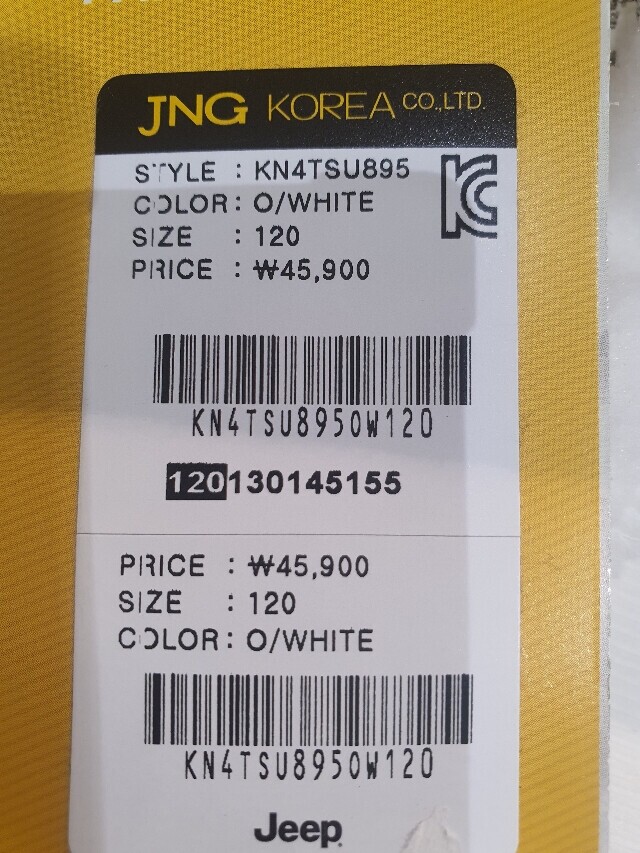 JNG KOREA CO.,LTD.
STYLE : KN4TSU895
COLOR : O/WHITE
SIZE : 120
PRICE : ₩45,900
KN4TSU895OW120
120130145155
PRICE : ₩45,900
SIZE : 120
COLOR : O/WHITE
KN4TSU895OW120
Jeep